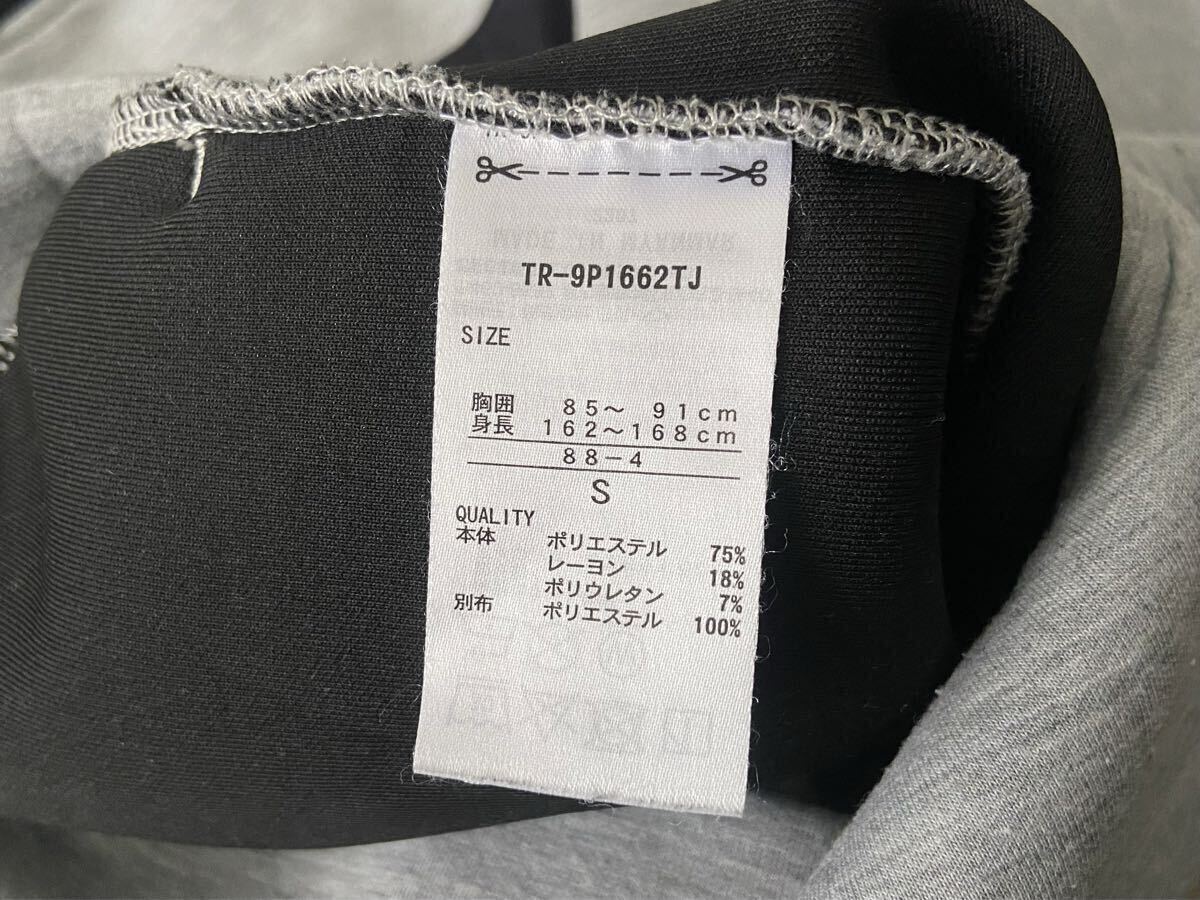 TR-9P1662TJ
SIZE
胸囲 85～ 91cm
身長 162～168cm
88-4
S
QUALITY
本体 ポリエステル 75%
レーヨン 18%
ポリウレタン 7%
別布 ポリエステル 100%